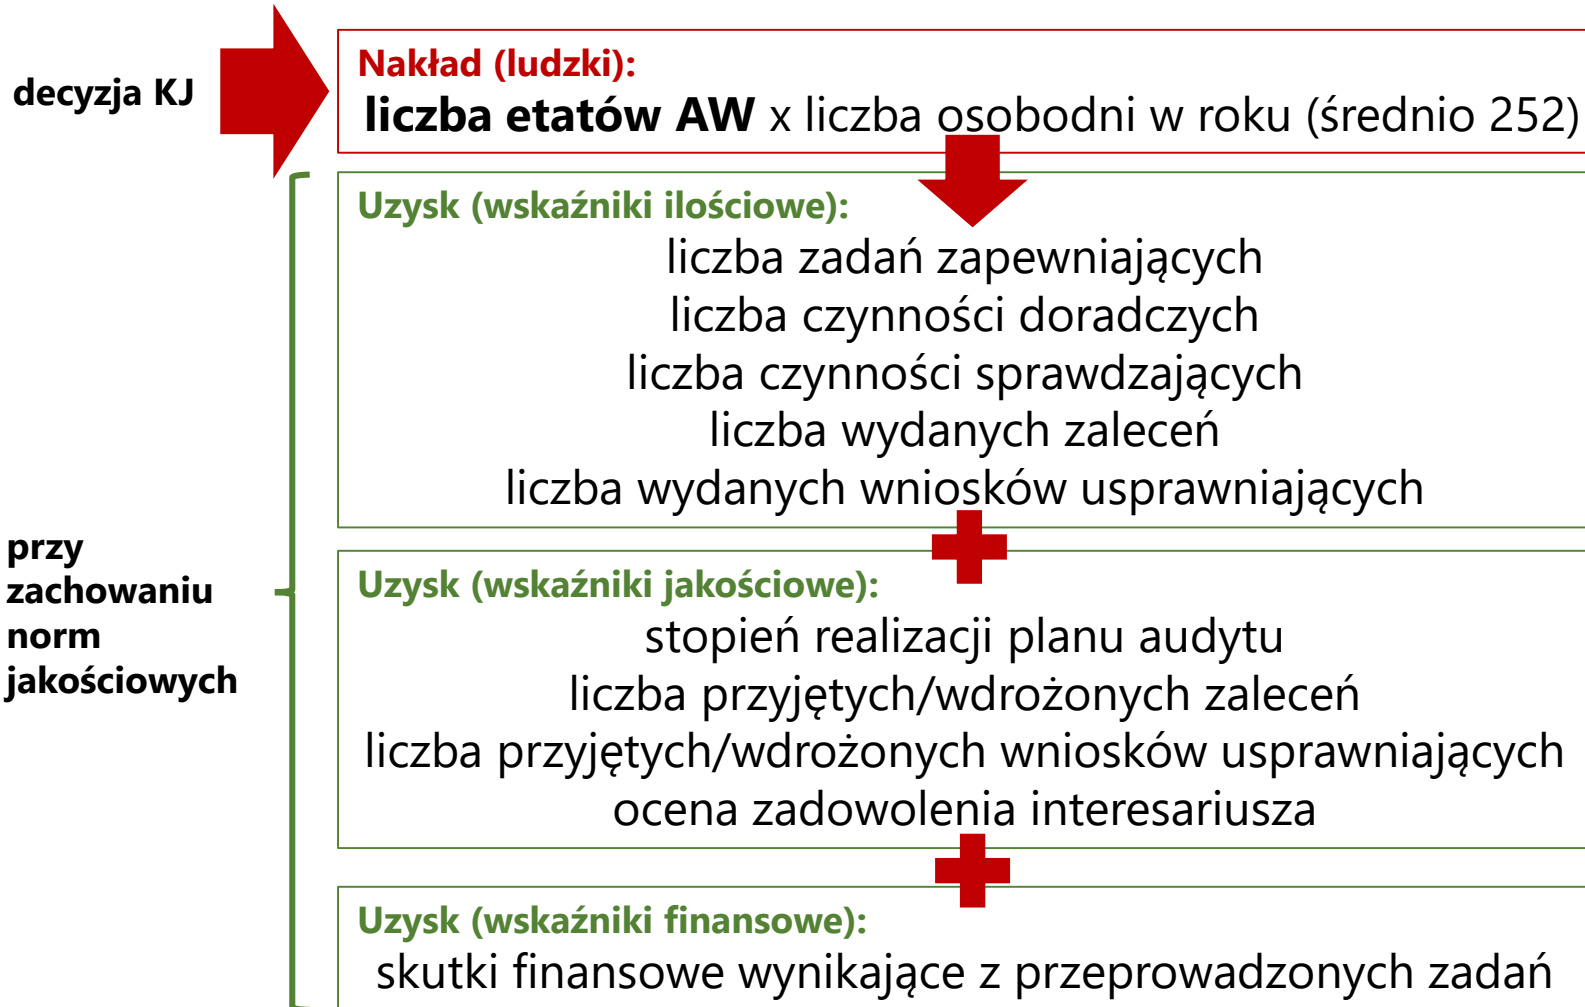 decyzja KJ
Nakład (ludzki):
liczba etatów AW x liczba osobodni w roku (średnio 252)
przy
zachowaniu
norm
jakościowych
Uzysk (wskaźniki ilościowe):
liczba zadań zapewniających
liczba czynności doradczych
liczba czynności sprawdzających
liczba wydanych zaleceń
liczba wydanych wniosków usprawniających
Uzysk (wskaźniki jakościowe):
stopień realizacji planu audytu
liczba przyjętych/wdrożonych zaleceń
liczba przyjętych/wdrożonych wniosków usprawniających
ocena zadowolenia interesariusza
Uzysk (wskaźniki finansowe):
skutki finansowe wynikające z przeprowadzonych zadań